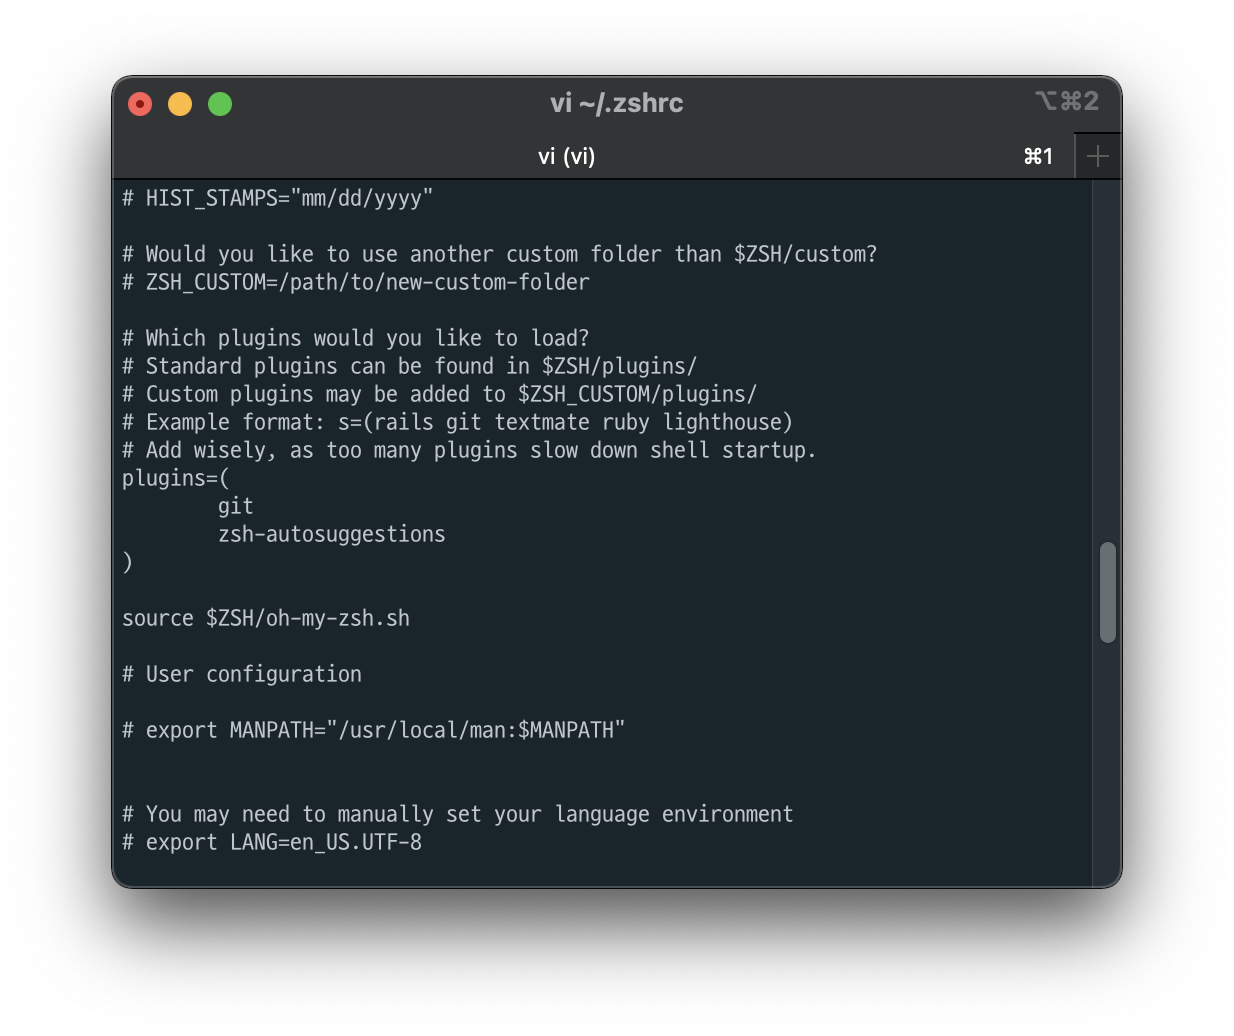 vi ~/.zshrc
⌥⌘2
vi (vi)
⌘1
# HIST_STAMPS="mm/dd/yyyy"
# Would you like to use another custom folder than $ZSH/custom?
# ZSH_CUSTOM=/path/to/new-custom-folder
# Which plugins would you like to load?
# Standard plugins can be found in $ZSH/plugins/
# Custom plugins may be added to $ZSH_CUSTOM/plugins/
# Example format: s=(rails git textmate ruby lighthouse)
# Add wisely, as too many plugins slow down shell startup.
plugins=(
        git
        zsh-autosuggestions
)
source $ZSH/oh-my-zsh.sh
# User configuration
# export MANPATH="/usr/local/man:$MANPATH"
# You may need to manually set your language environment
# export LANG=en_US.UTF-8